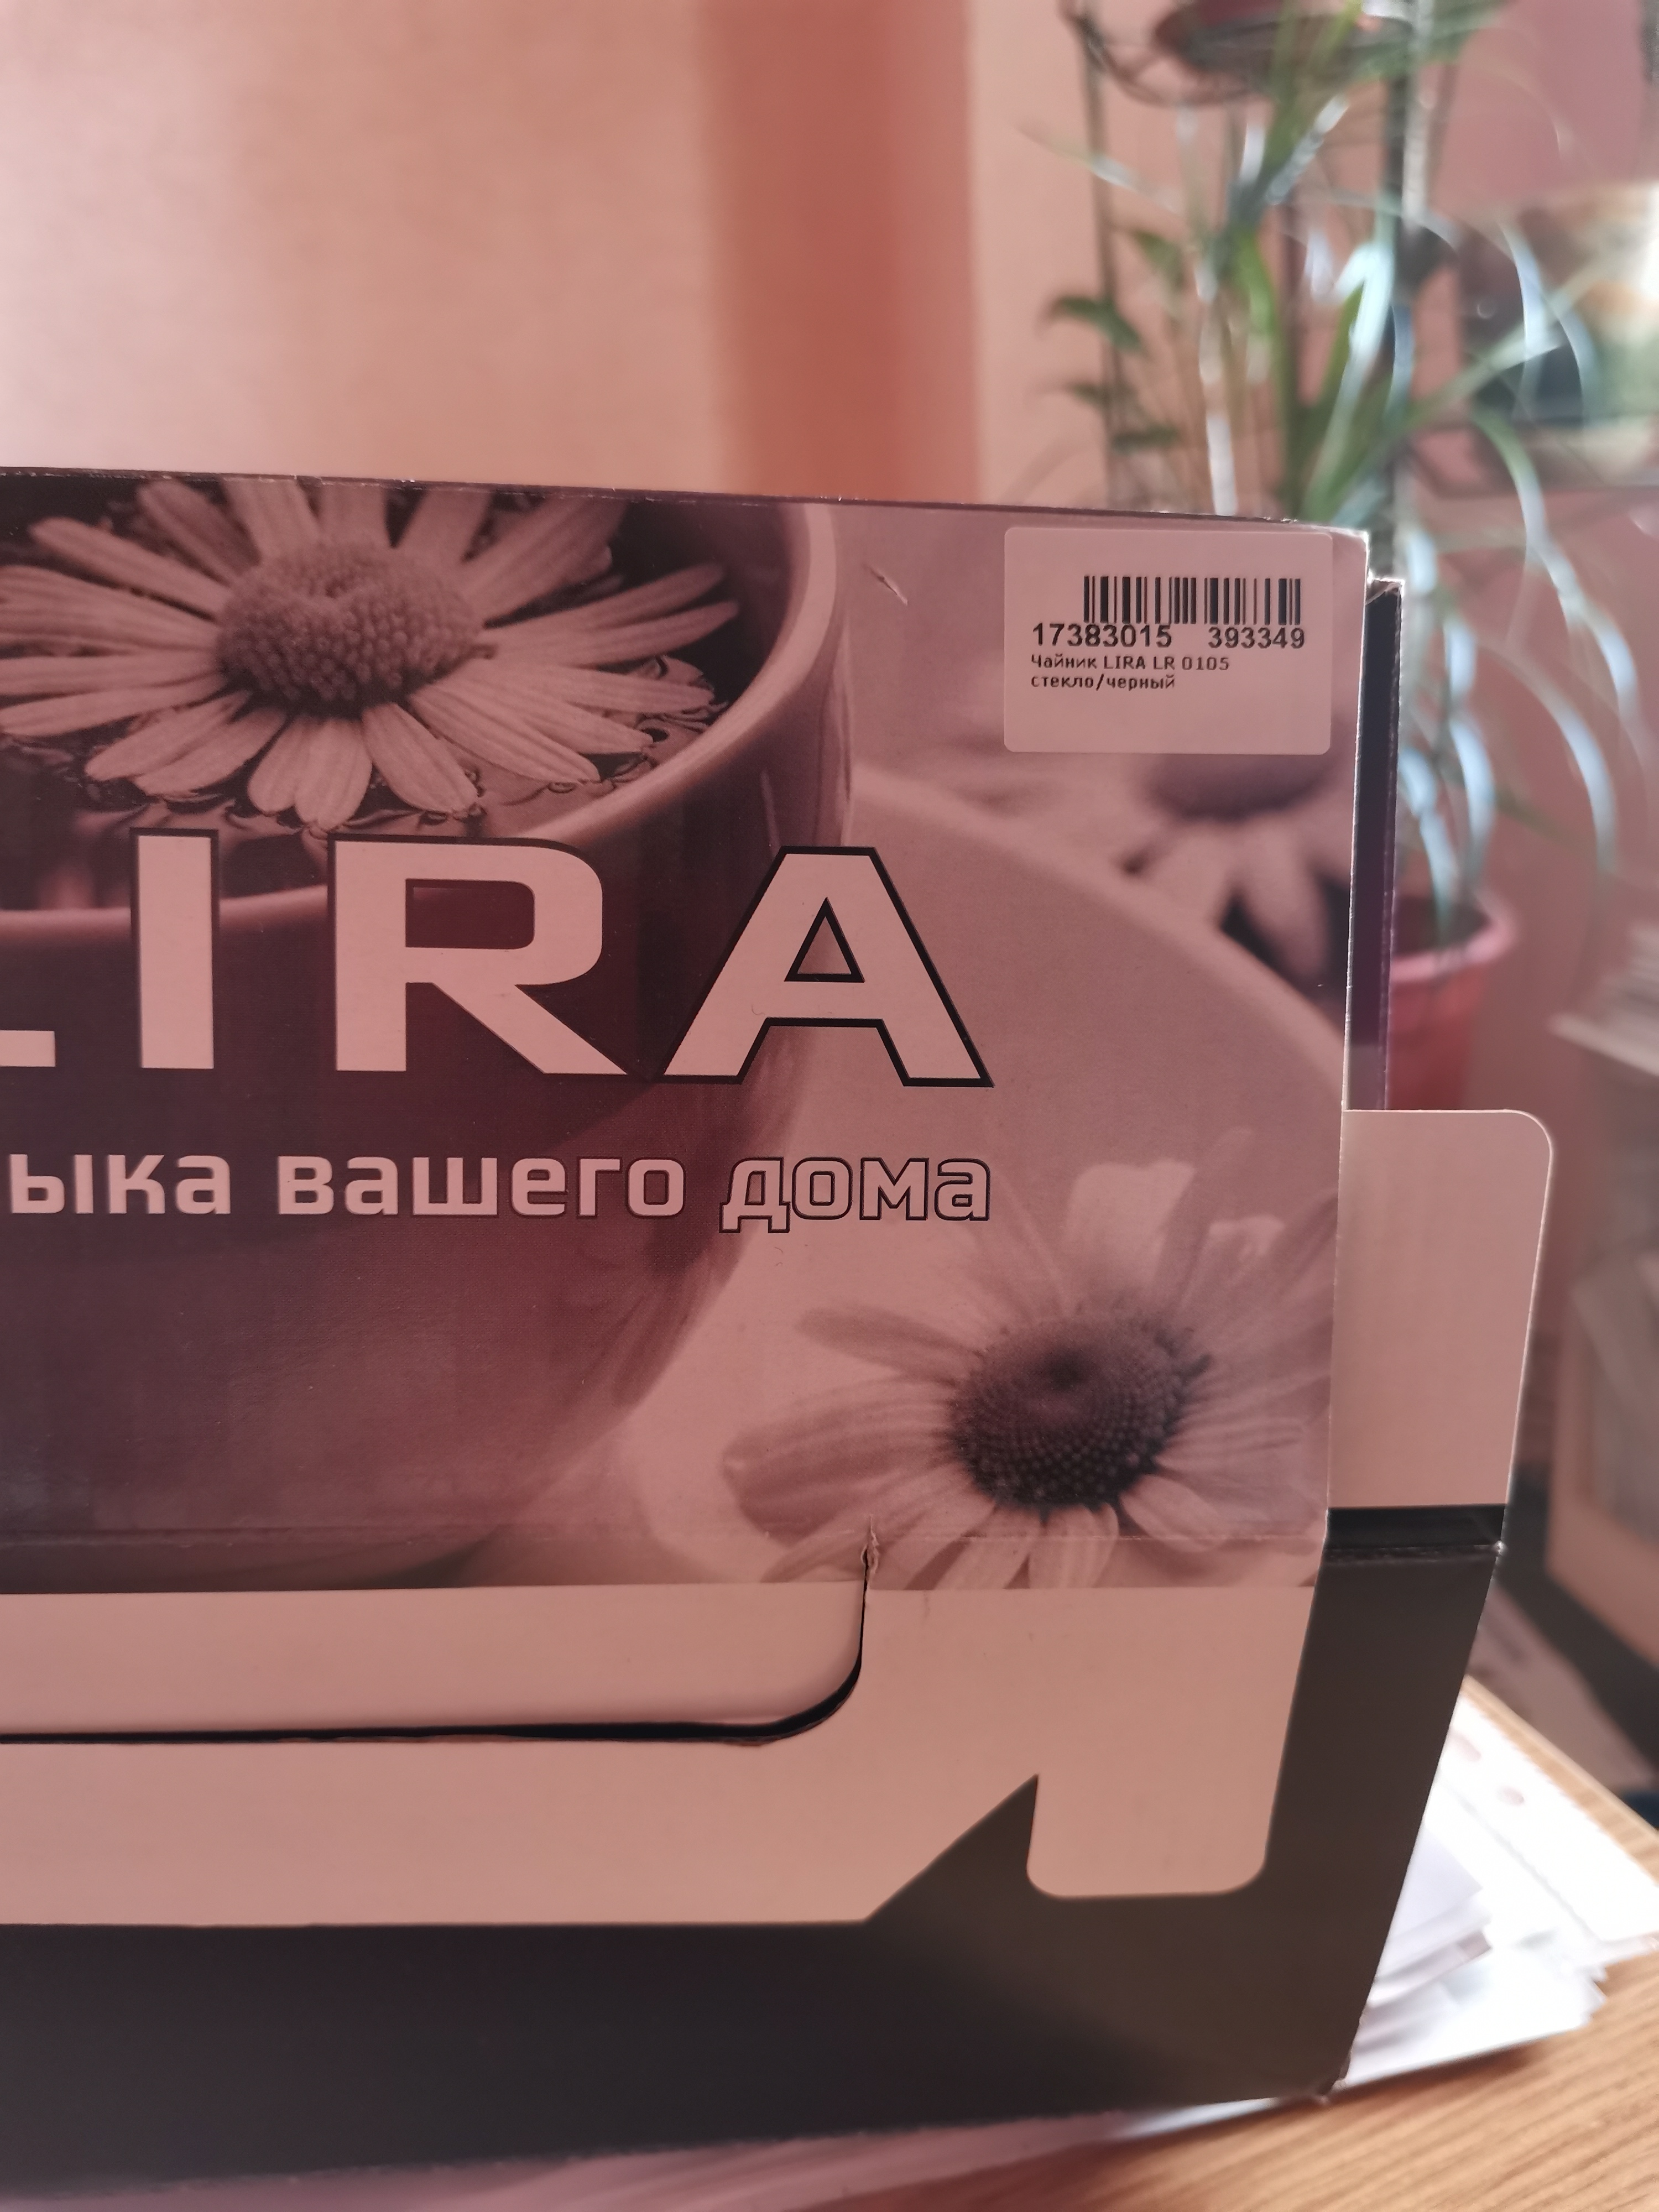 17383015 393349
Чайник LIRA LR 0105
стекло/черный
LIRA
ыка вашего дома